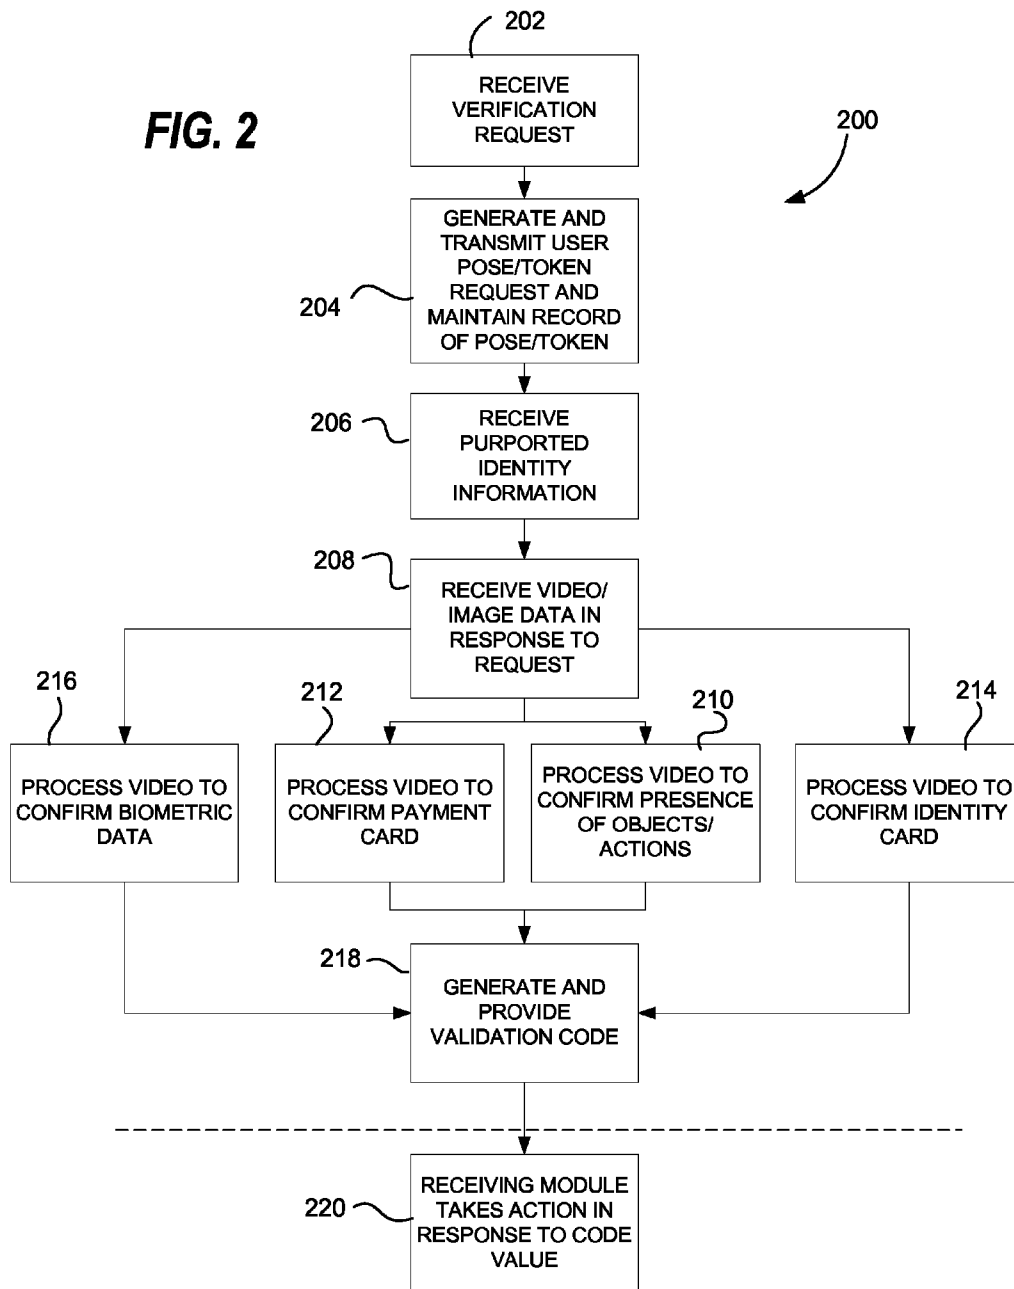 202
RECEIVE
VERIFICATION
REQUEST
FIG. 2
200
GENERATE AND
TRANSMIT USER
POSE/TOKEN
REQUEST AND
MAINTAIN RECORD
OF POSE/TOKEN
204
206
RECEIVE
PURPORTED
IDENTITY
INFORMATION
208
RECEIVE VIDEO/
IMAGE DATA IN
RESPONSE TO
REQUEST
216
212
210
214
PROCESS VIDEO TO
CONFIRM BIOMETRIC
DATA
PROCESS VIDEO TO
CONFIRM PAYMENT
CARD
PROCESS VIDEO TO
CONFIRM PRESENCE
OF OBJECTS/
ACTIONS
PROCESS VIDEO TO
CONFIRM IDENTITY
CARD
218
GENERATE AND
PROVIDE
VALIDATION CODE
220
RECEIVING MODULE
TAKES ACTION IN
RESPONSE TO CODE
VALUE